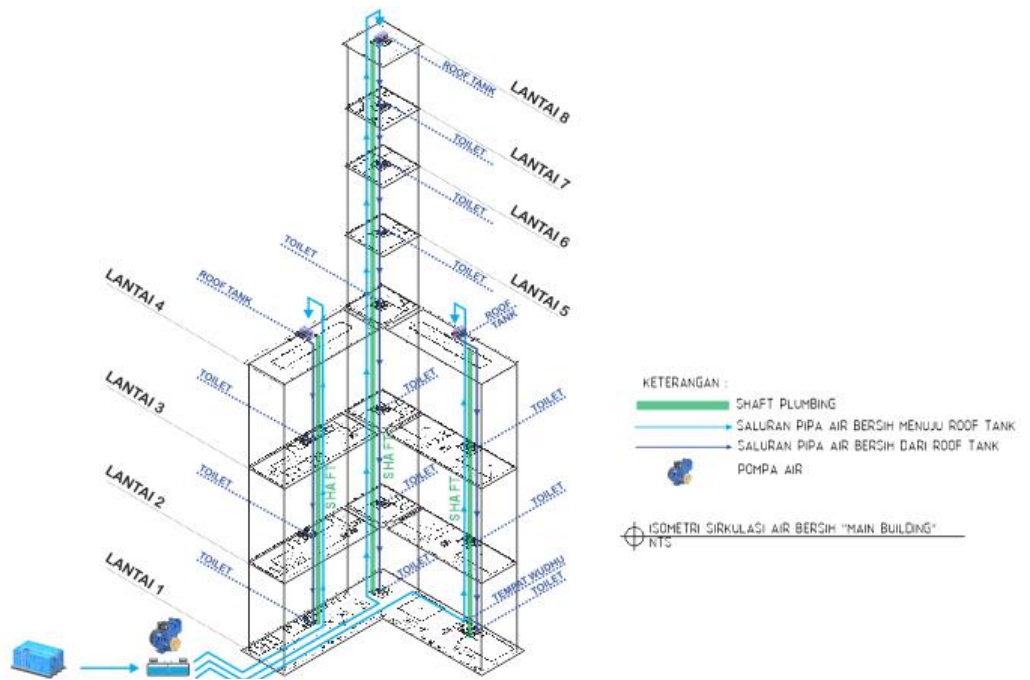 ROOF TANK
LANTAI 8
TOILET
LANTAI 7
TOILET
LANTAI 6
TOILET
TOILET
LANTAI 5
LANTAI 4
ROOF TANK
ROOF
TANK
LANTAI 3
TOILET
TOILET
TOILET
SHAFT
SHAFT
SHAFT
LANTAI 2
TOILET
TOILET
TOILET
LANTAI 1
TOILET
TOILET
TEMPAT WUDHU
TOILET
KETERANGAN :
SHAFT PLUMBING
SALURAN PIPA AIR BERSIH MENUJU ROOF TANK
SALURAN PIPA AIR BERSIH DARI ROOF TANK
POMPA AIR
ISOMETRI SIRKULASI AIR BERSIH "MAIN BUILDING"
NTS